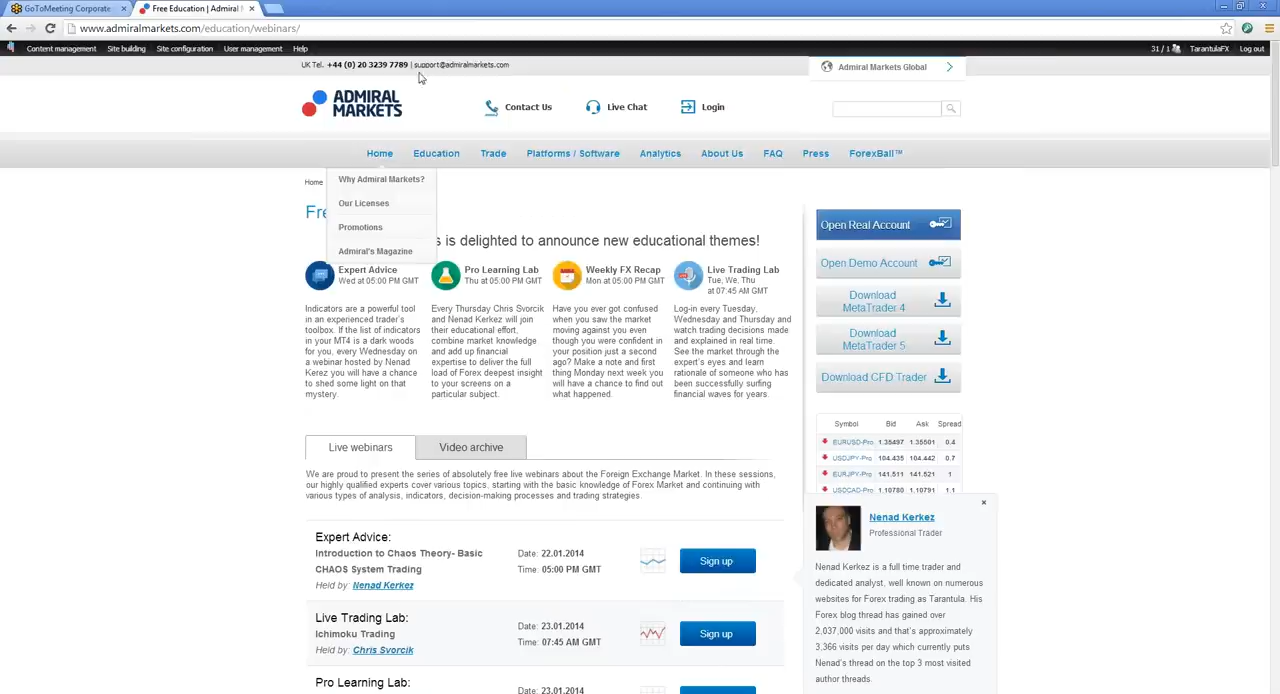 GoToMeeting Corporate
Free Education | Admiral M
www.admiralmarkets.com/education/webinars/
Content management Site building Site configuration User management Help
31 / 1 TarantulaFX Log out
UK Tel. +44 (0) 20 3239 7789 | support@admiralmarkets.com
Admiral Markets Global
ADMIRAL
MARKETS
Contact Us Live Chat Login
Home Education Trade Platforms / Software Analytics About Us FAQ Press ForexBall™
Home
Why Admiral Markets?
Our Licenses
Promotions
Admiral's Magazine
Fre
s is delighted to announce new educational themes!
Expert Advice
Wed at 05:00 PM GMT
Indicators are a powerful tool
in an experienced trader's
toolbox. If the list of indicators
in your MT4 is a dark woods
for you, every Wednesday on
a webinar hosted by Nenad
Kerez you will have a chance
to shed some light on that
mystery.
Pro Learning Lab
Thu at 05:00 PM GMT
Every Thursday Chris Svorcik
and Nenad Kerkez will join
their educational effort,
combine market knowledge
and add up financial
expertise to deliver the full
load of Forex deepest insight
to your screens on a
particular subject.
Weekly FX Recap
Mon at 05:00 PM GMT
Have you ever got confused
when you saw the market
moving against you even
though you were confident in
your position just a second
ago? Make a note and first
thing Monday next week you
will have a chance to find out
what happened.
Live Trading Lab
Tue, We, Thu
at 07:45 AM GMT
Log-in every Tuesday,
Wednesday and Thursday and
watch trading decisions made
and explained in real time.
See the market through the
expert's eyes and learn
rationale of someone who has
been successfully surfing
financial waves for years.
Open Real Account
Open Demo Account
Download
MetaTrader 4
Download
MetaTrader 5
Download CFD Trader
Symbol Bid Ask Spread
EURUSD-Pro 1.35497 1.35501 0.4
USDJPY-Pro 104.435 104.442 0.7
EURJPY-Pro 141.511 141.521 1
USDCAD-Pro 1.10780 1.10791 1.1
Live webinars Video archive
We are proud to present the series of absolutely free live webinars about the Foreign Exchange Market. In these sessions,
our highly qualified experts cover various topics, starting with the basic knowledge of Forex Market and continuing with
various types of analysis, indicators, decision-making processes and trading strategies.
Expert Advice:
Introduction to Chaos Theory- Basic
CHAOS System Trading
Held by: Nenad Kerkez
Date: 22.01.2014
Time: 05:00 PM GMT
Sign up
Live Trading Lab:
Ichimoku Trading
Held by: Chris Svorcik
Date: 23.01.2014
Time: 07:45 AM GMT
Sign up
Pro Learning Lab:
Date: 23.01.2014
Nenad Kerkez
Professional Trader
Nenad Kerkez is a full time trader and
dedicated analyst, well known on numerous
websites for Forex trading as Tarantula. His
Forex blog thread has gained over
2,037,000 visits and that's approximately
3,366 visits per day which currently puts
Nenad's thread on the top 3 most visited
author threads.